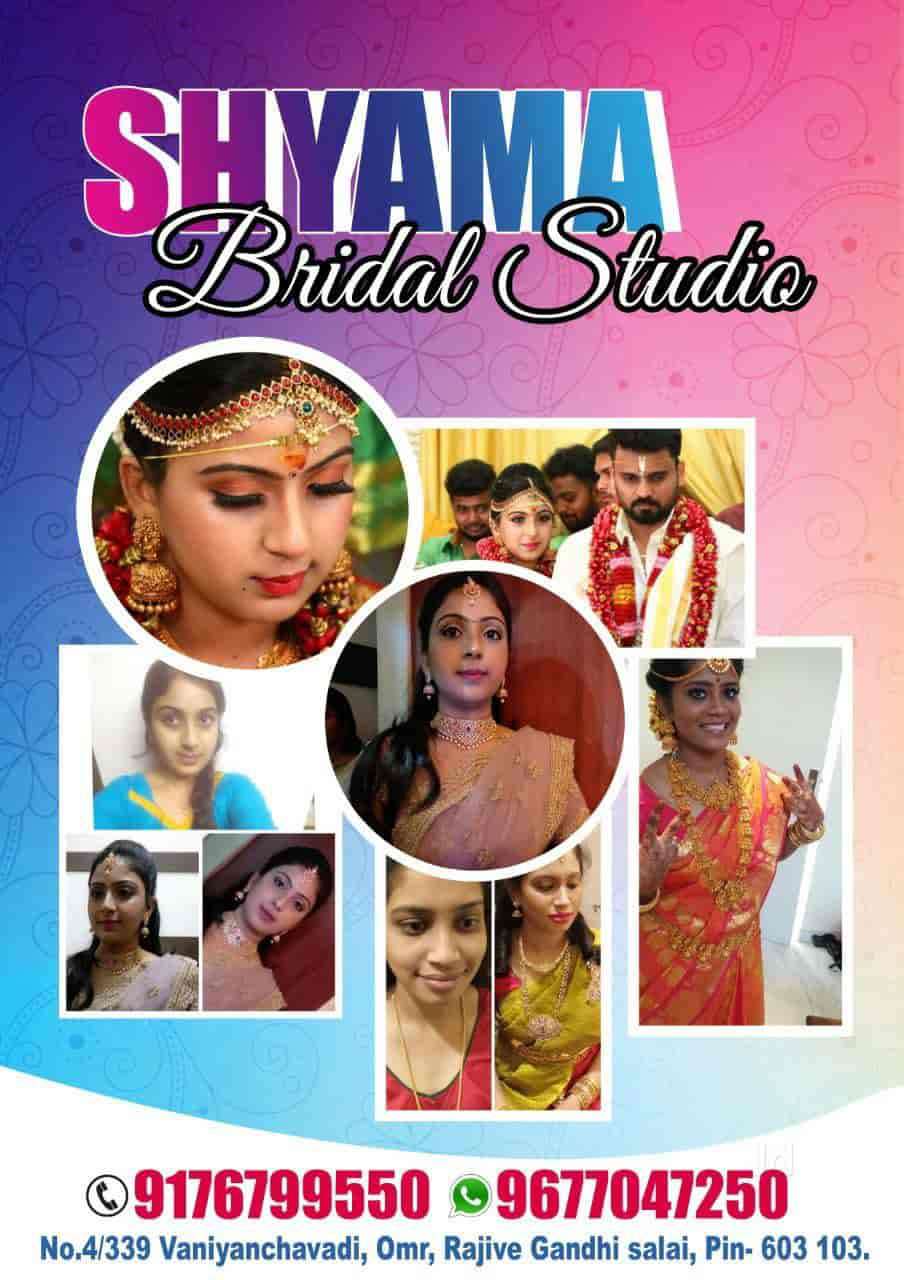 SHYAMA
Bridal Studio
9176799550 9677047250
No.4/339 Vaniyanchavadi, Omr, Rajive Gandhi salai, Pin- 603 103.